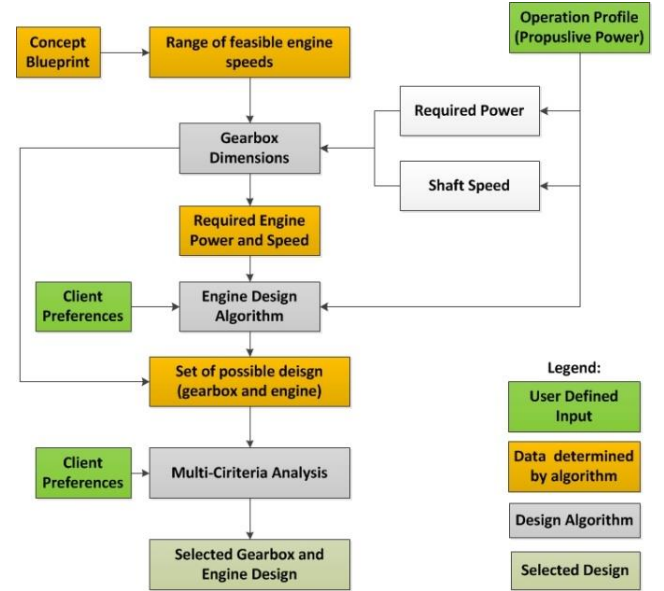 Concept
Blueprint
Range of feasible engine
speeds
Operation Profile
(Propuslive Power)
Required Power
Gearbox
Dimensions
Shaft Speed
Required Engine
Power and Speed
Client
Preferences
Engine Design
Algorithm
Set of possible deisgn
(gearbox and engine)
Client
Preferences
Multi-Ciriteria Analysis
Selected Gearbox and
Engine Design
Legend:
User Defined
Input
Data determined
by algorithm
Design Algorithm
Selected Design